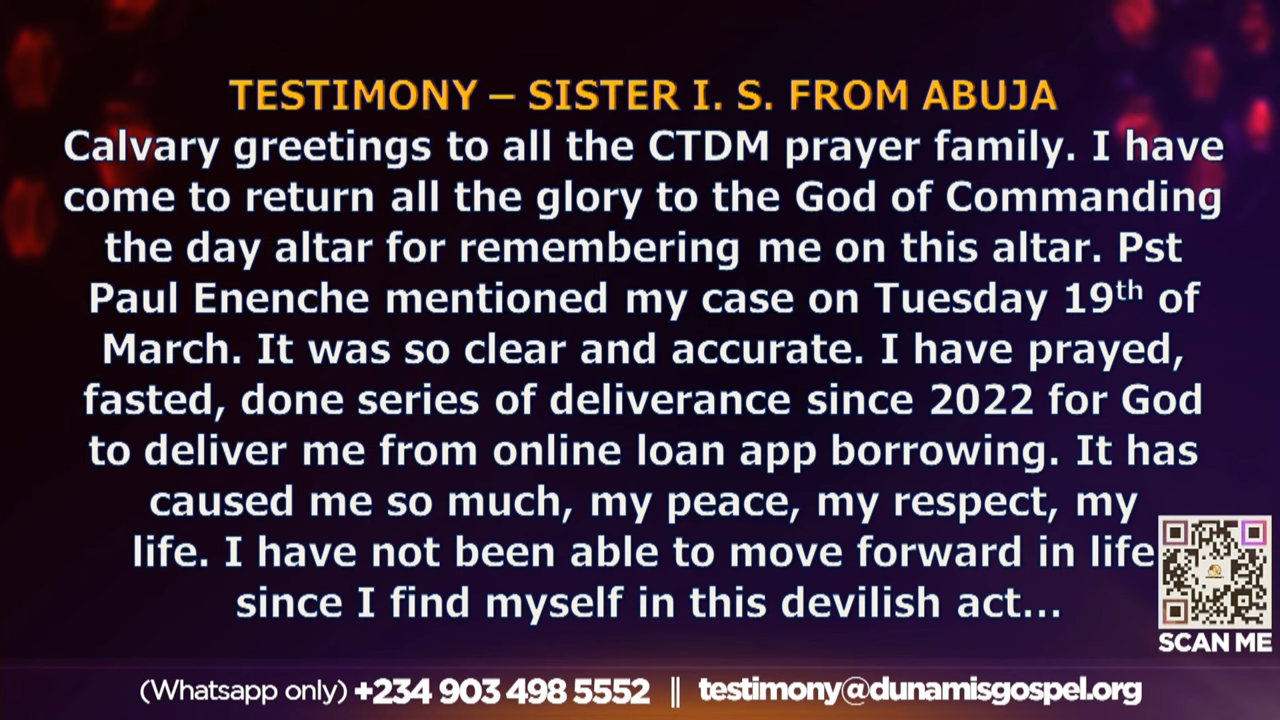 TESTIMONY – SISTER I. S. FROM ABUJA
Calvary greetings to all the CTDM prayer family. I have
come to return all the glory to the God of Commanding
the day altar for remembering me on this altar. Pst
Paul Enenche mentioned my case on Tuesday 19th of
March. It was so clear and accurate. I have prayed,
fasted, done series of deliverance since 2022 for God
to deliver me from online loan app borrowing. It has
caused me so much, my peace, my respect, my
life. I have not been able to move forward in life
since I find myself in this devilish act...
SCAN ME
(Whatsapp only) +234 903 498 5552 || testimony@dunamisgospel.org